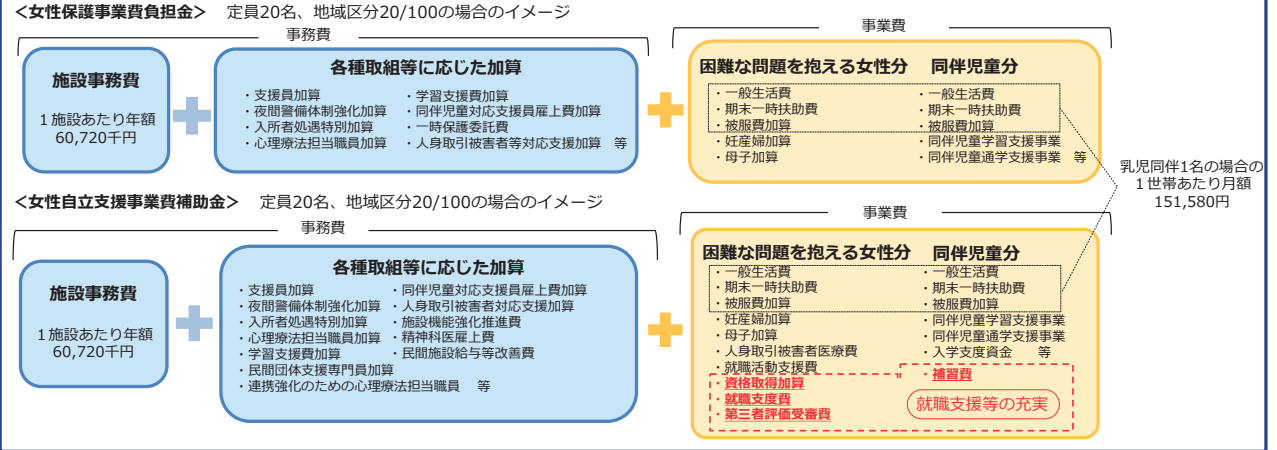 <女性保護事業費負担金>　定員20名、地域区分20/100の場合のイメージ
事務費
事業費
施設事務費
1施設あたり年額
60,720千円
各種取組等に応じた加算
・支援員加算
・夜間警備体制強化加算
・入所者処遇特別加算
・心理療法担当職員加算
・学習支援費加算
・同伴児童対応支援員雇上費加算
・一時保護委託費
・人身取引被害者等対応支援加算　等
困難な問題を抱える女性分
・一般生活費
・期末一時扶助費
・被服費加算
・妊産婦加算
・母子加算
同伴児童分
・一般生活費
・期末一時扶助費
・被服費加算
・同伴児童学習支援事業
・同伴児童通学支援事業　等
乳児同伴1名の場合の
1世帯あたり月額
151,580円
<女性自立支援事業費補助金>　定員20名、地域区分20/100の場合のイメージ
事務費
事業費
施設事務費
1施設あたり年額
60,720千円
各種取組等に応じた加算
・支援員加算
・夜間警備体制強化加算
・入所者処遇特別加算
・心理療法担当職員加算
・学習支援費加算
・民間団体支援専門員加算
・連携強化のための心理療法担当職員　等
・同伴児童対応支援員雇上費加算
・人身取引被害者対応支援加算
・施設機能強化推進費
・精神科医雇上費
・民間施設給与等改善費
困難な問題を抱える女性分
・一般生活費
・期末一時扶助費
・被服費加算
・妊産婦加算
・母子加算
・人身取引被害者医療費
・就職活動支援費
・資格取得加算
・就職支度費
・第三者評価受審費
同伴児童分
・一般生活費
・期末一時扶助費
・被服費加算
・同伴児童学習支援事業
・同伴児童通学支援事業
・入学支度資金　等
・補習費
就職支援等の充実